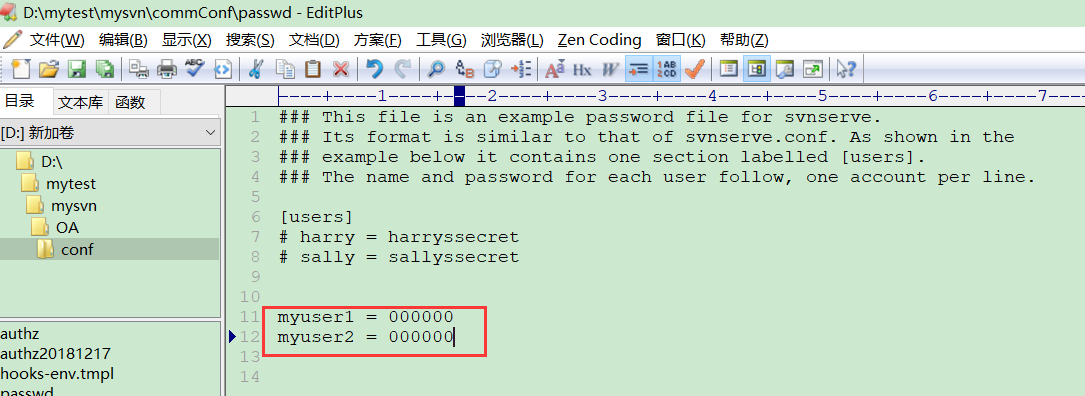 D:\mytest\mysvn\commConf\passwd - EditPlus
文件(W) 编辑(B) 显示(X) 搜索(S) 文档(D) 方案(F) 工具(G) 浏览器(L) Zen Coding 窗口(K) 帮助(Z)
目录 文本库 函数
[D:] 新加卷
D:\
mytest
mysvn
OA
conf
authz
authz20181217
hooks-env.tmpl
passwd
----+----1----+----2----+----3----+----4----+----5----+----6----+----7
1 ### This file is an example password file for svnserve.
2 ### Its format is similar to that of svnserve.conf. As shown in the
3 ### example below it contains one section labelled [users].
4 ### The name and password for each user follow, one account per line.
5
6 [users]
7 # harry = harryssecret
8 # sally = sallyssecret
9
10
11 myuser1 = 000000
12 myuser2 = 000000
13
14